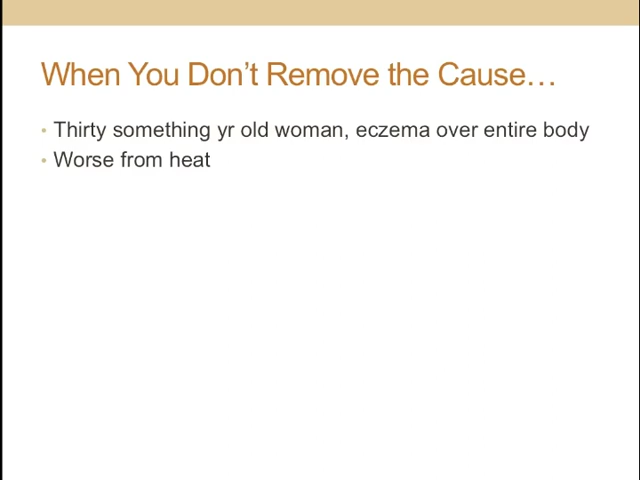 When You Don’t Remove the Cause…
• Thirty something yr old woman, eczema over entire body
• Worse from heat